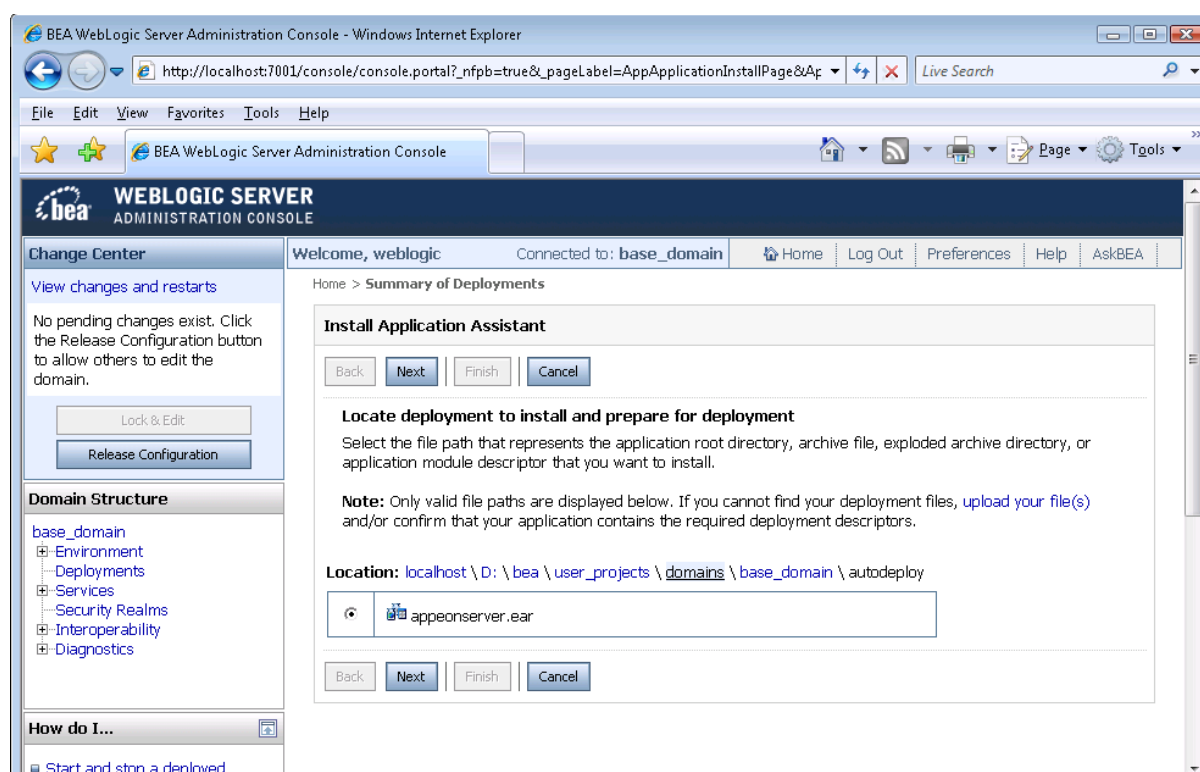 BEA WebLogic Server Administration Console - Windows Internet Explorer
http://localhost:7001/console/console.portal?_nfpb=true&_pageLabel=AppApplicationInstallPage&Ap
Live Search
File Edit View Favorites Tools Help
BEA WebLogic Server Administration Console
Page Tools
bea WEBLOGIC SERVER
ADMINISTRATION CONSOLE
Change Center
View changes and restarts
No pending changes exist. Click
the Release Configuration button
to allow others to edit the
domain.
Lock & Edit
Release Configuration
Domain Structure
base_domain
Environment
Deployments
Services
Security Realms
Interoperability
Diagnostics
How do I...
Start and stop a deployed
Welcome, weblogic Connected to: base_domain Home Log Out Preferences Help AskBEA
Home > Summary of Deployments
Install Application Assistant
Back Next Finish Cancel
Locate deployment to install and prepare for deployment
Select the file path that represents the application root directory, archive file, exploded archive directory, or
application module descriptor that you want to install.
Note: Only valid file paths are displayed below. If you cannot find your deployment files, upload your file(s)
and/or confirm that your application contains the required deployment descriptors.
Location: localhost \ D: \ bea \ user_projects \ domains \ base_domain \ autodeploy
appeonserver.ear
Back Next Finish Cancel